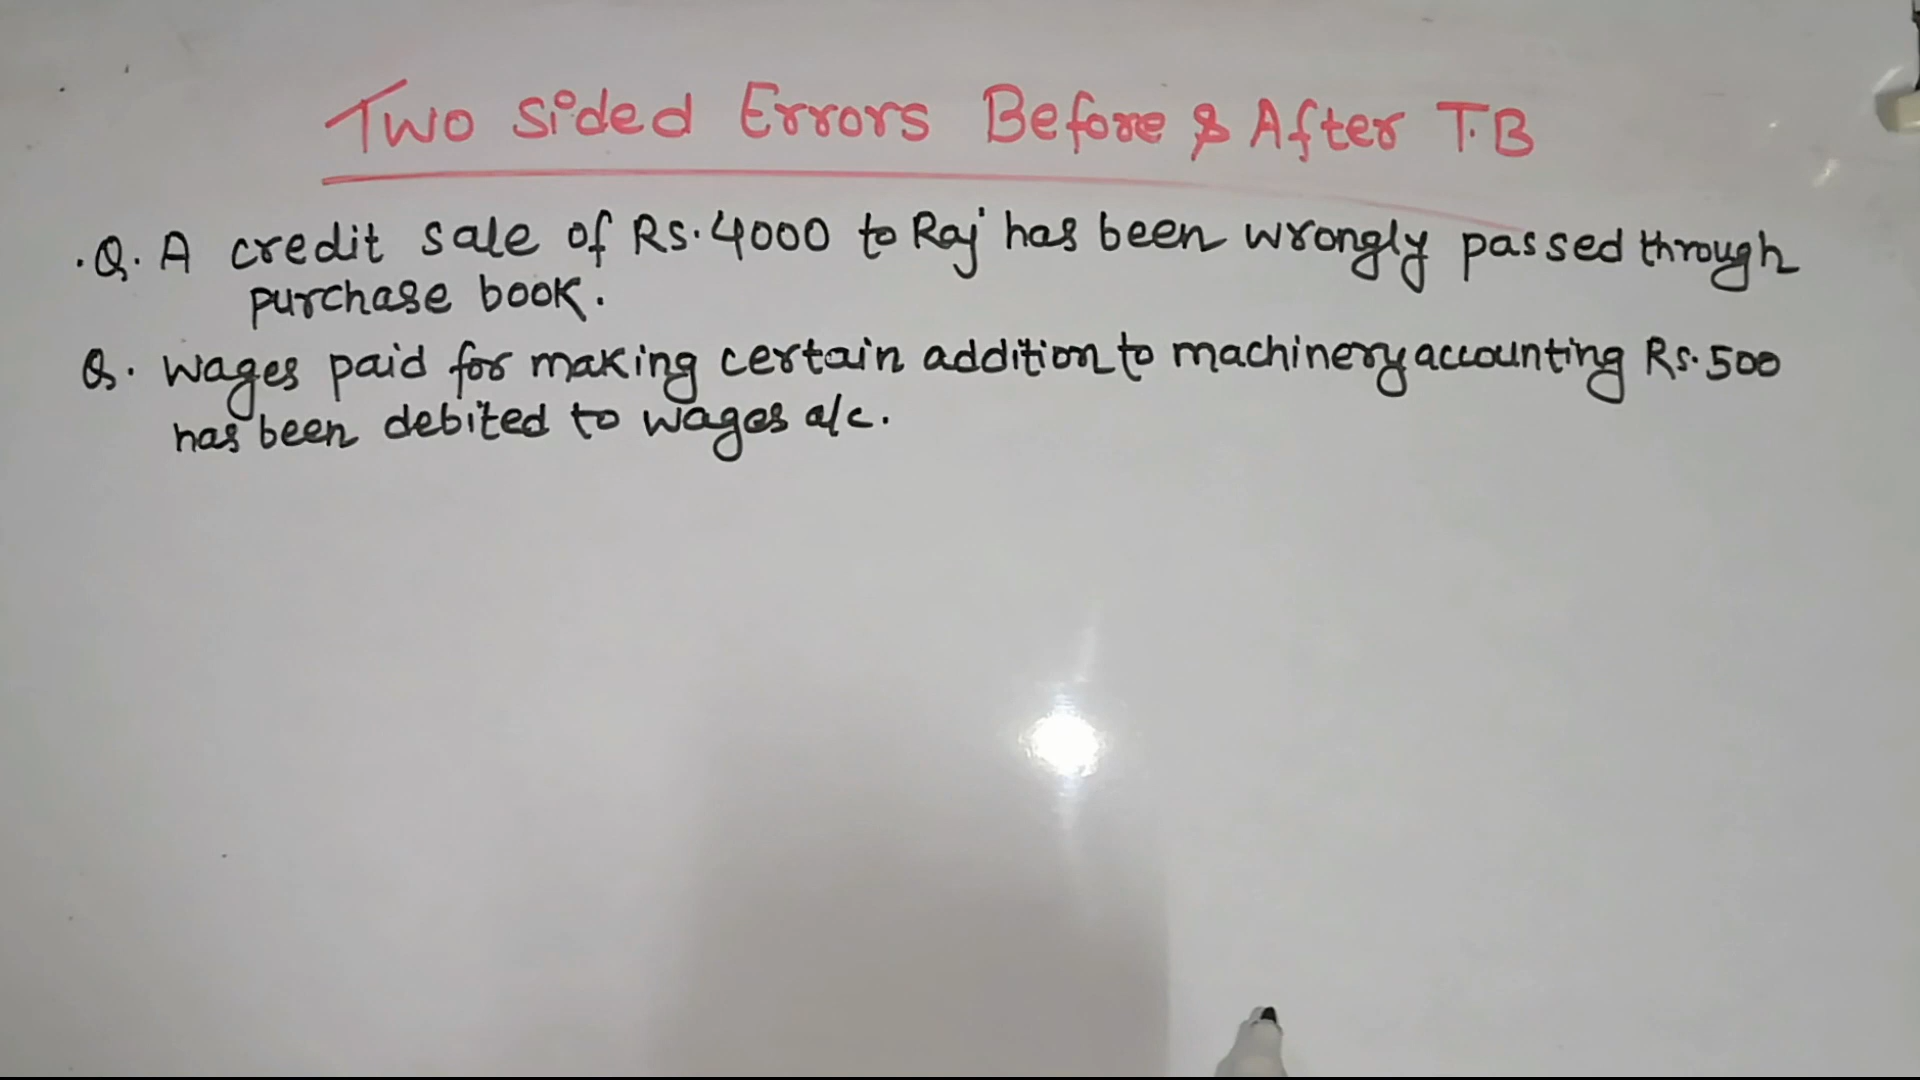 Two Sided Errors Before & After T.B
.Q. A credit sale of Rs.4000 to Raj has been wrongly passed through
purchase book.
Q. Wages paid for making certain addition to machinery accounting Rs.500
has been debited to wages a/c.